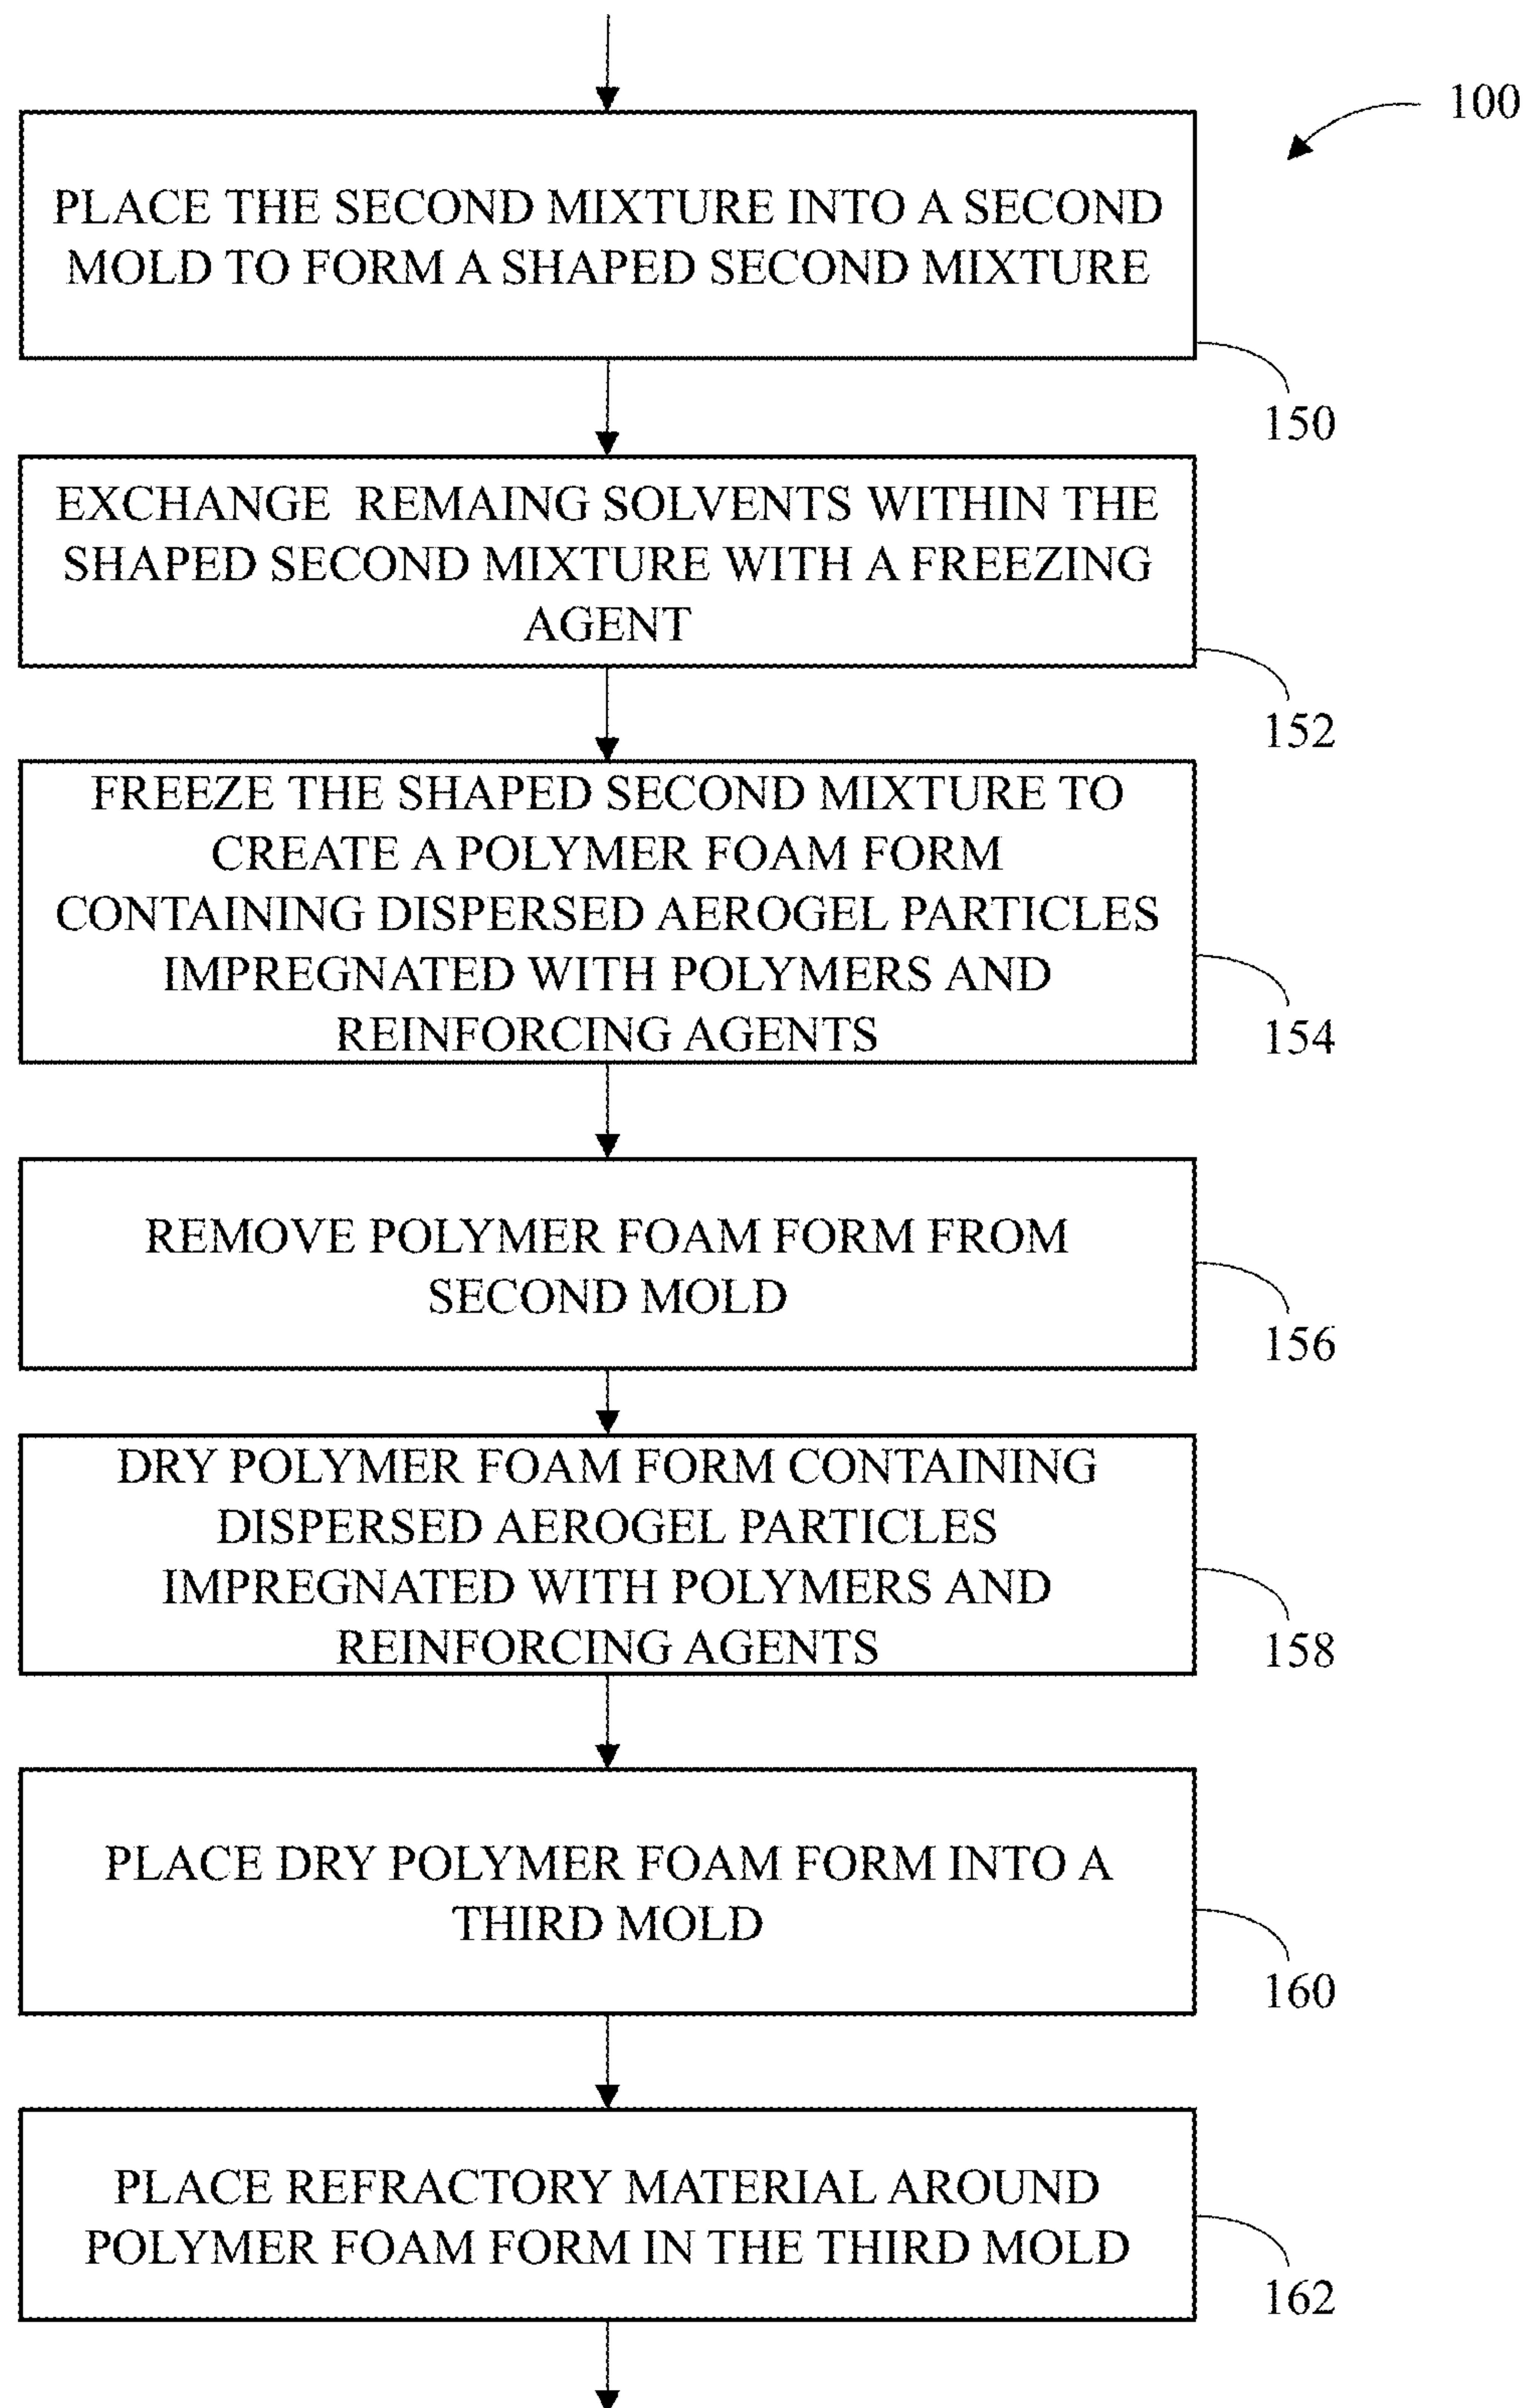 100
PLACE THE SECOND MIXTURE INTO A SECOND
MOLD TO FORM A SHAPED SECOND MIXTURE
150
EXCHANGE REMAING SOLVENTS WITHIN THE
SHAPED SECOND MIXTURE WITH A FREEZING
AGENT
152
FREEZE THE SHAPED SECOND MIXTURE TO
CREATE A POLYMER FOAM FORM
CONTAINING DISPERSED AEROGEL PARTICLES
IMPREGNATED WITH POLYMERS AND
REINFORCING AGENTS
154
REMOVE POLYMER FOAM FORM FROM
SECOND MOLD
156
DRY POLYMER FOAM FORM CONTAINING
DISPERSED AEROGEL PARTICLES
IMPREGNATED WITH POLYMERS AND
REINFORCING AGENTS
158
PLACE DRY POLYMER FOAM FORM INTO A
THIRD MOLD
160
PLACE REFRACTORY MATERIAL AROUND
POLYMER FOAM FORM IN THE THIRD MOLD
162